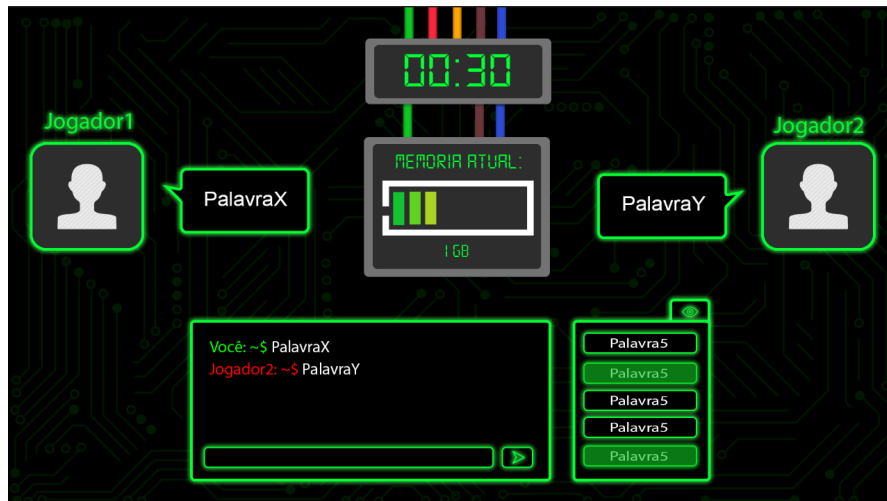 00:30
Jogador1
Jogador2
MEMORIA ATUAL:
PalavraX
PalavraY
1 GB
Você: ~$ PalavraX
Jogador2: ~$ PalavraY
Palavra5
Palavra5
Palavra5
Palavra5
Palavra5